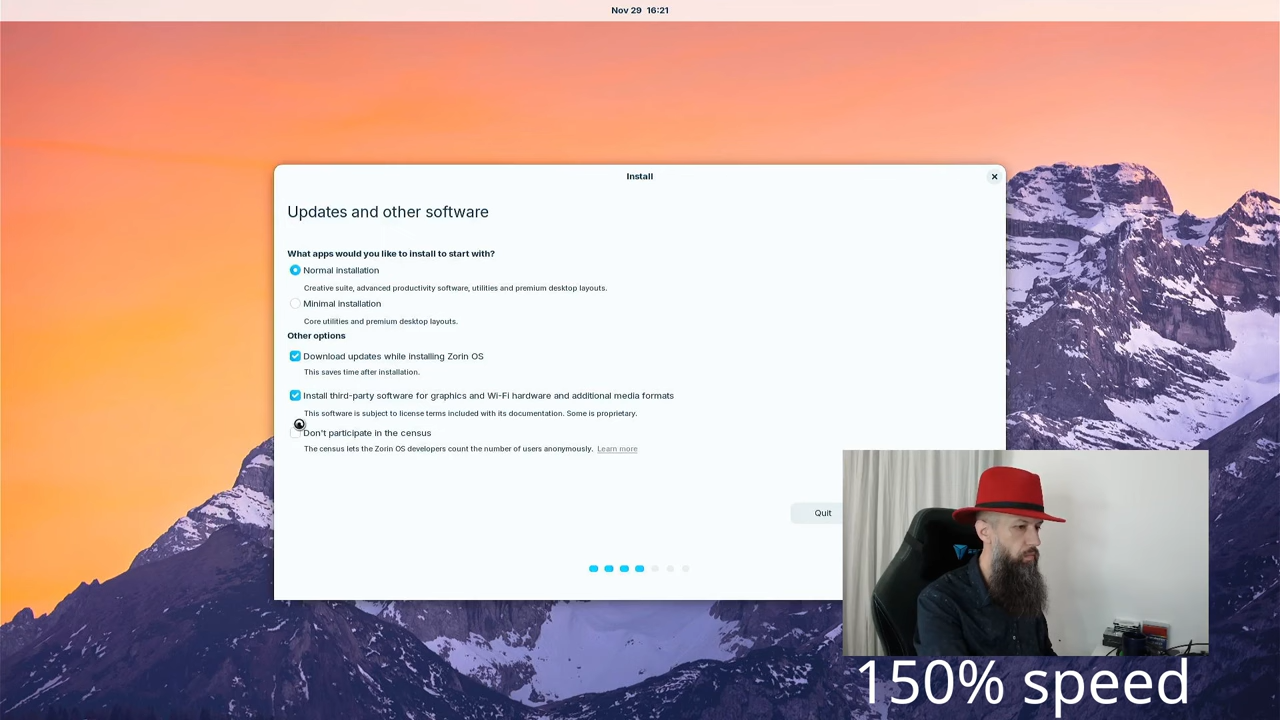 Nov 29 16:21
Install
Updates and other software
What apps would you like to install to start with?
Normal installation
Creative suite, advanced productivity software, utilities and premium desktop layouts.
Minimal installation
Core utilities and premium desktop layouts.
Other options
Download updates while installing Zorin OS
This saves time after installation.
Install third-party software for graphics and Wi-Fi hardware and additional media formats
This software is subject to license terms included with its documentation. Some is proprietary.
Don't participate in the census
The census lets the Zorin OS developers count the number of users anonymously. Learn more
Quit
150% speed